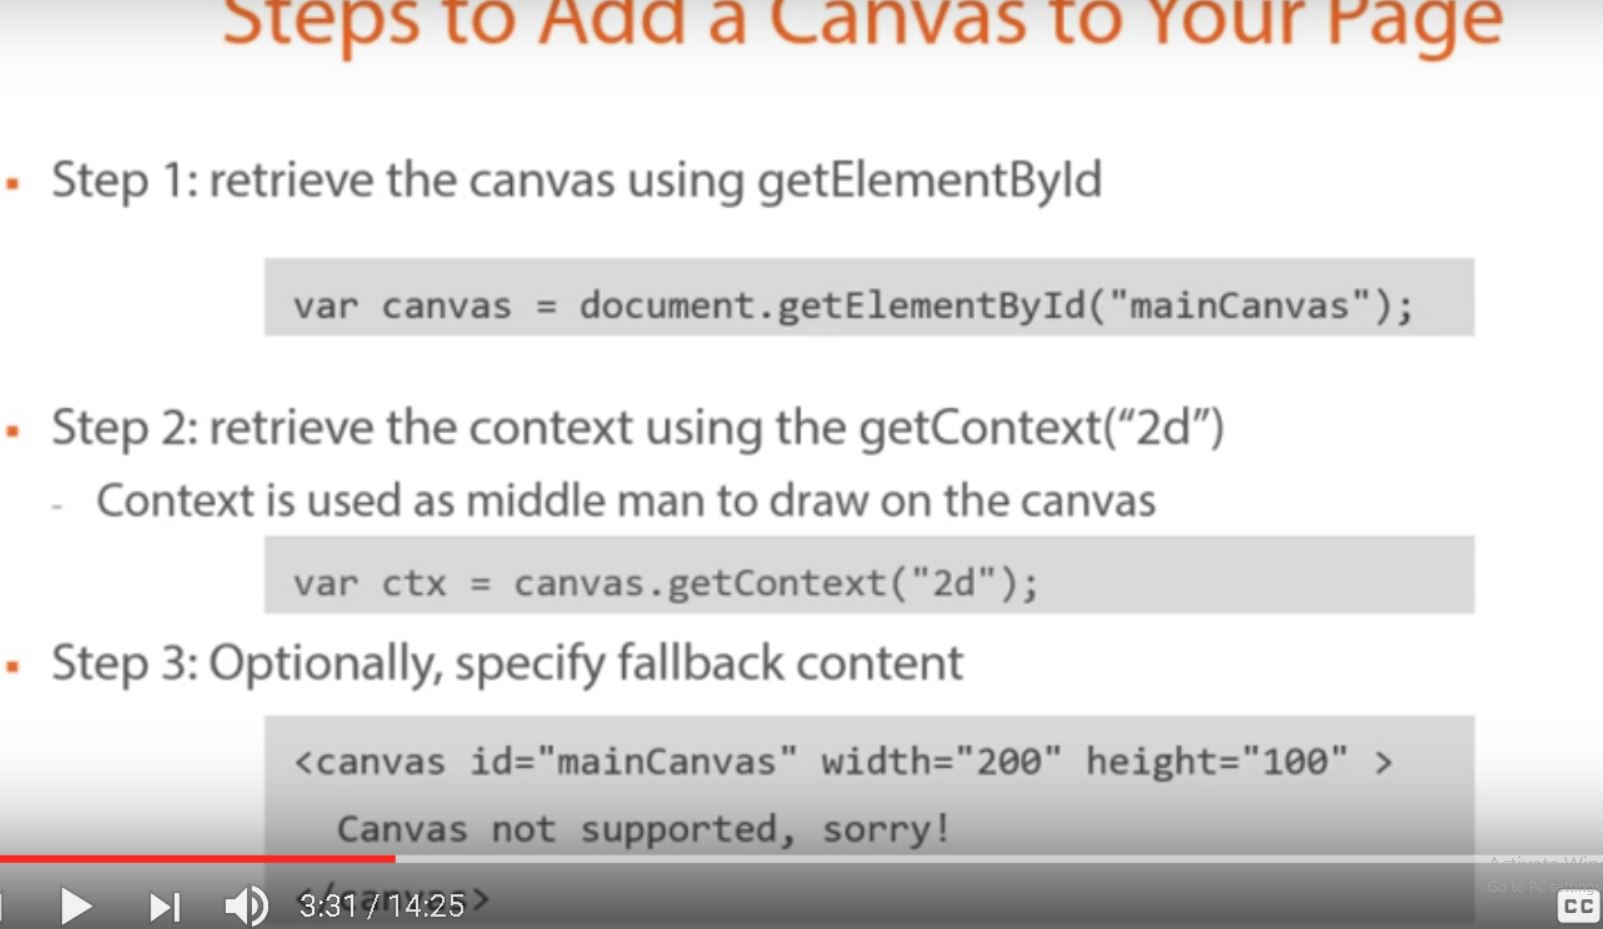 Steps to Add a Canvas to Your Page
▪ Step 1: retrieve the canvas using getElementById
var canvas = document.getElementById("mainCanvas");
▪ Step 2: retrieve the context using the getContext(“2d”)
- Context is used as middle man to draw on the canvas
var ctx = canvas.getContext("2d");
▪ Step 3: Optionally, specify fallback content
<canvas id="mainCanvas" width="200" height="100" >
Canvas not supported, sorry!
</canvas>
Activate Win
Go to PC settings
3:31 / 14:25
CC